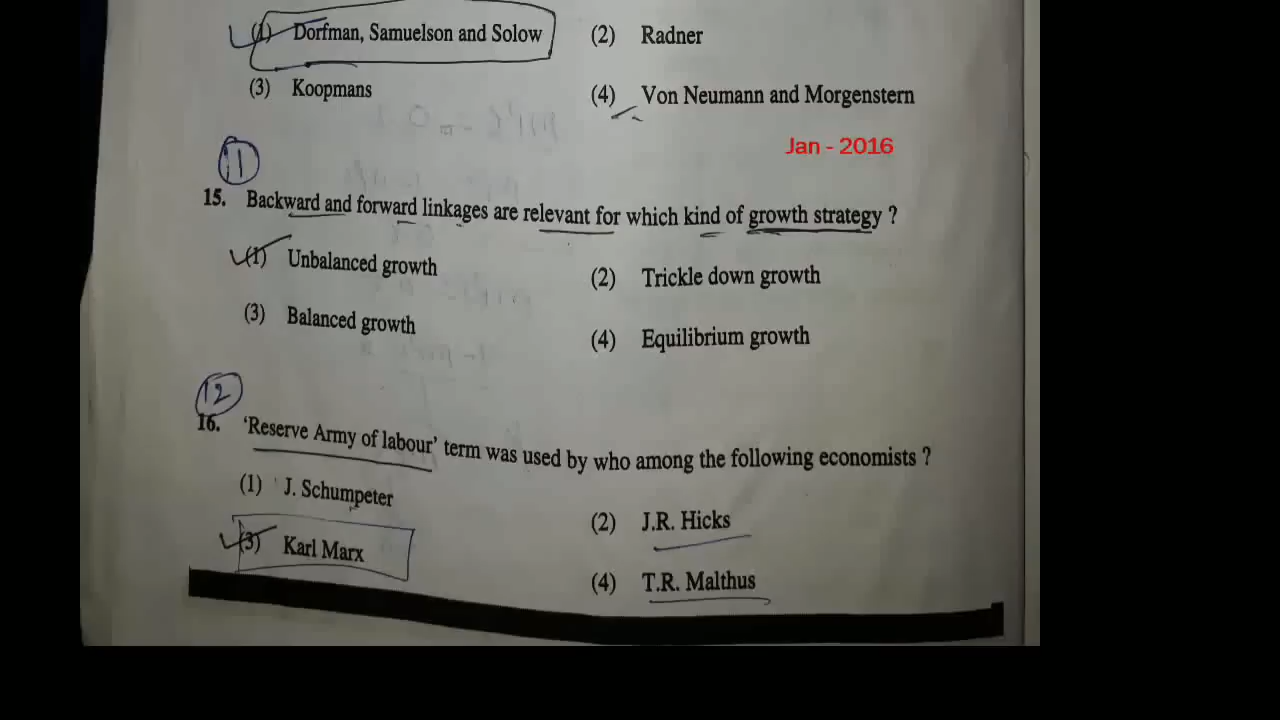 (1) Dorfman, Samuelson and Solow (2) Radner
(3) Koopmans (4) Von Neumann and Morgenstern
Jan - 2016
11
15. Backward and forward linkages are relevant for which kind of growth strategy ?
(1) Unbalanced growth (2) Trickle down growth
(3) Balanced growth (4) Equilibrium growth
12
16. 'Reserve Army of labour' term was used by who among the following economists ?
(1) J. Schumpeter (2) J.R. Hicks
(3) Karl Marx (4) T.R. Malthus